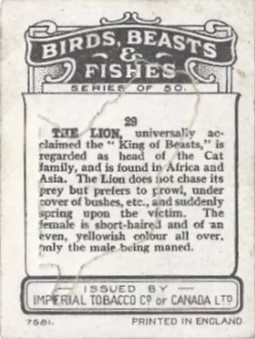 BIRDS, BEASTS
&
FISHES
SERIES OF 50.
29
THE LION, universally ac-
claimed the "King of Beasts," is
regarded as head of the Cat
family, and is found in Africa and
Asia. The Lion does not chase its
prey but prefers to prowl, under
cover of bushes, etc., and suddenly
spring upon the victim. The
female is short-haired and of an
even, yellowish colour all over,
only the male being maned.
ISSUED BY
IMPERIAL TOBACCO Co OF CANADA LTD
7681. PRINTED IN ENGLAND.